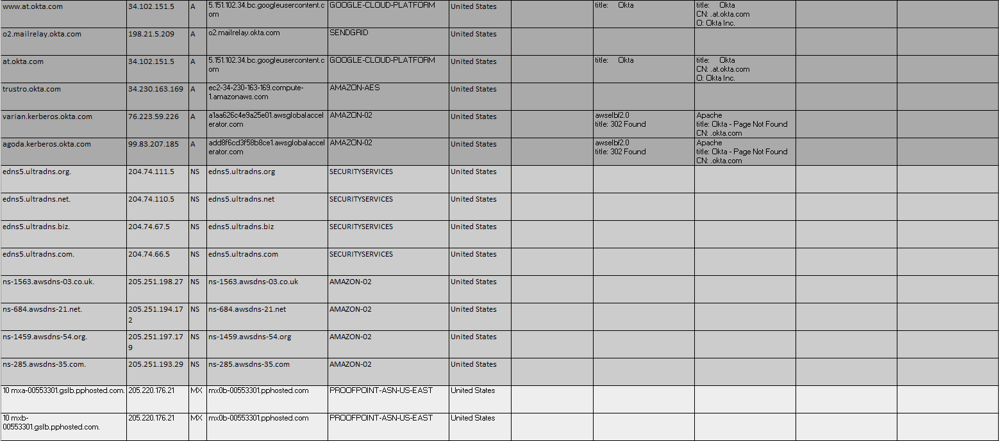 www.at.okta.com 34.102.151.5 A 5.151.102.34.bc.googleusercontent.c GOOGLE-CLOUD-PLATFORM United States title: Okta title: Okta
om CN: .at.okta.com
O: Okta Inc.
o2.mailrelay.okta.com 198.21.5.209 A o2.mailrelay.okta.com SENDGRID United States
at.okta.com 34.102.151.5 A 5.151.102.34.bc.googleusercontent.c GOOGLE-CLOUD-PLATFORM United States title: Okta title: Okta
om CN: .at.okta.com
O: Okta Inc.
trustro.okta.com 34.230.163.169 A ec2-34-230-163-169.compute- AMAZON-AES United States
1.amazonaws.com
varian.kerberos.okta.com 76.223.59.226 A a1aa626c4e9a25e01.awsglobalaccel AMAZON-02 United States awselb/2.0 Apache
erator.com title: 302 Found title: Okta - Page Not Found
CN: .okta.com
agoda.kerberos.okta.com 99.83.207.185 A add8f6cd3f58b8ce1.awsglobalaccel AMAZON-02 United States awselb/2.0 Apache
erator.com title: 302 Found title: Okta - Page Not Found
CN: .okta.com
edns5.ultradns.org. 204.74.111.5 NS edns5.ultradns.org SECURITYSERVICES United States
edns5.ultradns.net. 204.74.110.5 NS edns5.ultradns.net SECURITYSERVICES United States
edns5.ultradns.biz. 204.74.67.5 NS edns5.ultradns.biz SECURITYSERVICES United States
edns5.ultradns.com. 204.74.66.5 NS edns5.ultradns.com SECURITYSERVICES United States
ns-1563.awsdns-03.co.uk. 205.251.198.27 NS ns-1563.awsdns-03.co.uk AMAZON-02 United States
ns-684.awsdns-21.net. 205.251.194.17 NS ns-684.awsdns-21.net AMAZON-02 United States
2
ns-1459.awsdns-54.org. 205.251.197.17 NS ns-1459.awsdns-54.org AMAZON-02 United States
9
ns-285.awsdns-35.com. 205.251.193.29 NS ns-285.awsdns-35.com AMAZON-02 United States
10 mxa-00553301.gslb.pphosted.com. 205.220.176.21 MX mx0b-00553301.pphosted.com PROOFPOINT-ASN-US-EAST United States
10 mxb- 205.220.176.21 MX mx0b-00553301.pphosted.com PROOFPOINT-ASN-US-EAST United States
00553301.gslb.pphosted.com.